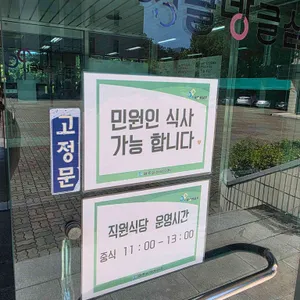 고정문
민원인 식사
가능 합니다
직원식당 운영시간
중식 11:00~13:00